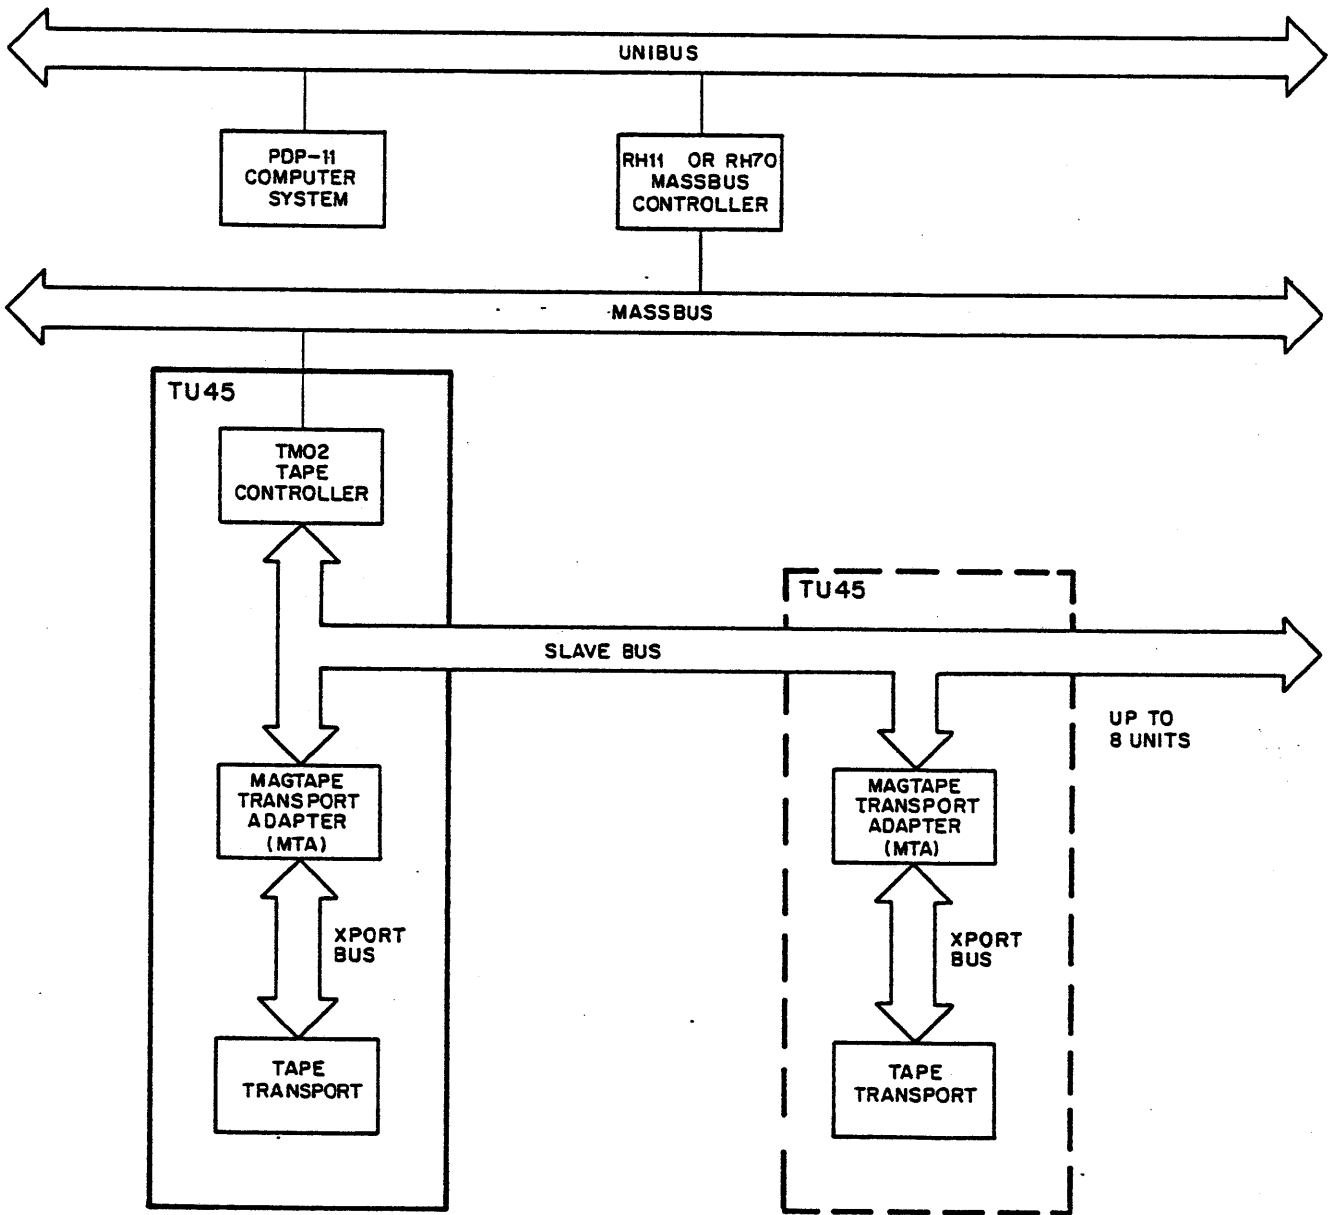 UNIBUS
PDP-11
COMPUTER
SYSTEM
RH11 OR RH70
MASSBUS
CONTROLLER
MASSBUS
TU45
TM02
TAPE
CONTROLLER
TU45
SLAVE BUS
UP TO
8 UNITS
MAGTAPE
TRANSPORT
ADAPTER
(MTA)
MAGTAPE
TRANSPORT
ADAPTER
(MTA)
XPORT
BUS
XPORT
BUS
TAPE
TRANSPORT
TAPE
TRANSPORT